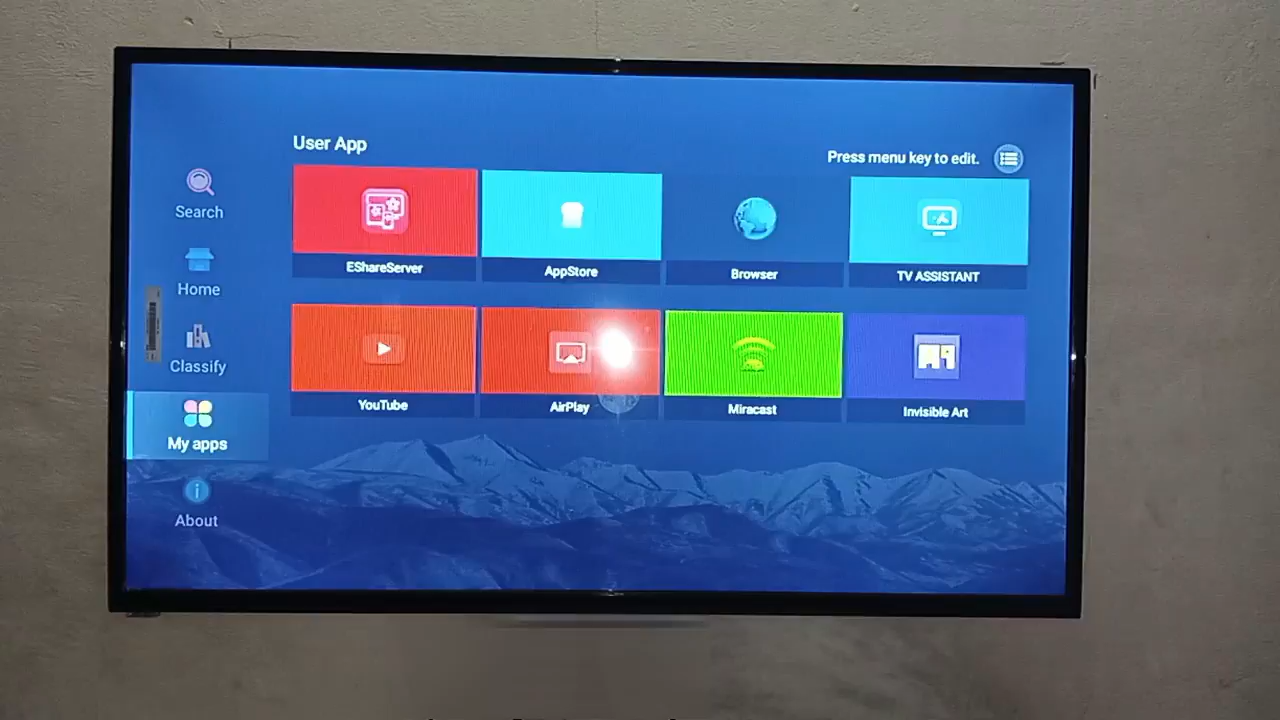 User App
Press menu key to edit.
Search
Home
Classify
My apps
About
EShareServer
AppStore
Browser
TV ASSISTANT
YouTube
AirPlay
Miracast
Invisible Art